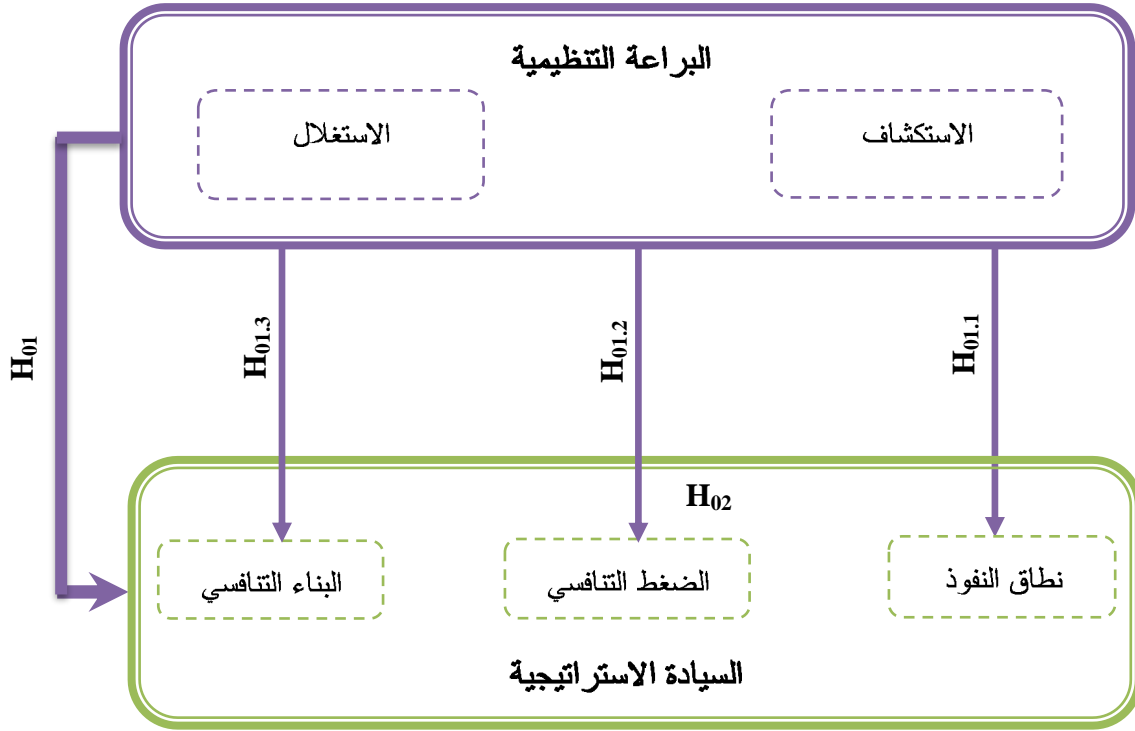 البراعة التنظيمية
الاستكشاف
الاستغلال
H01
H01.1
H01.2
H01.3
H02
نطاق النفوذ
الضغط التنافسي
البناء التنافسي
السيادة الاستراتيجية